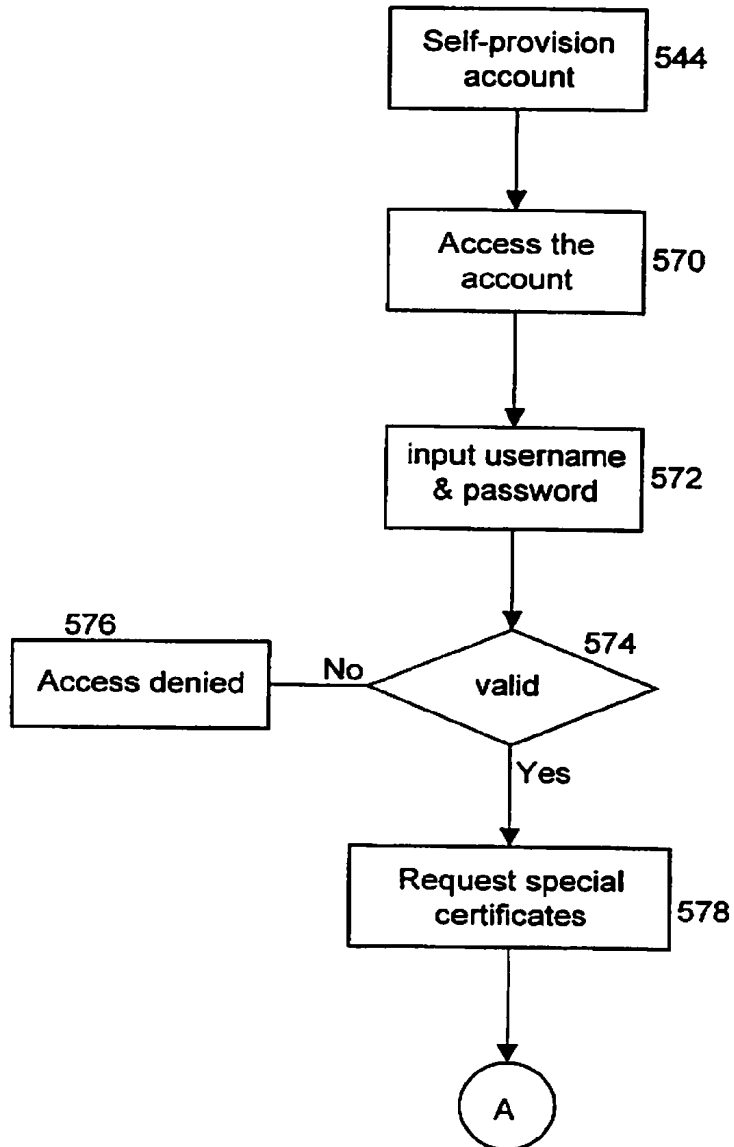 Self-provision
account
544
Access the
account
570
input username
& password
572
576
Access denied
No
valid
574
Yes
Request special
certificates
578
A